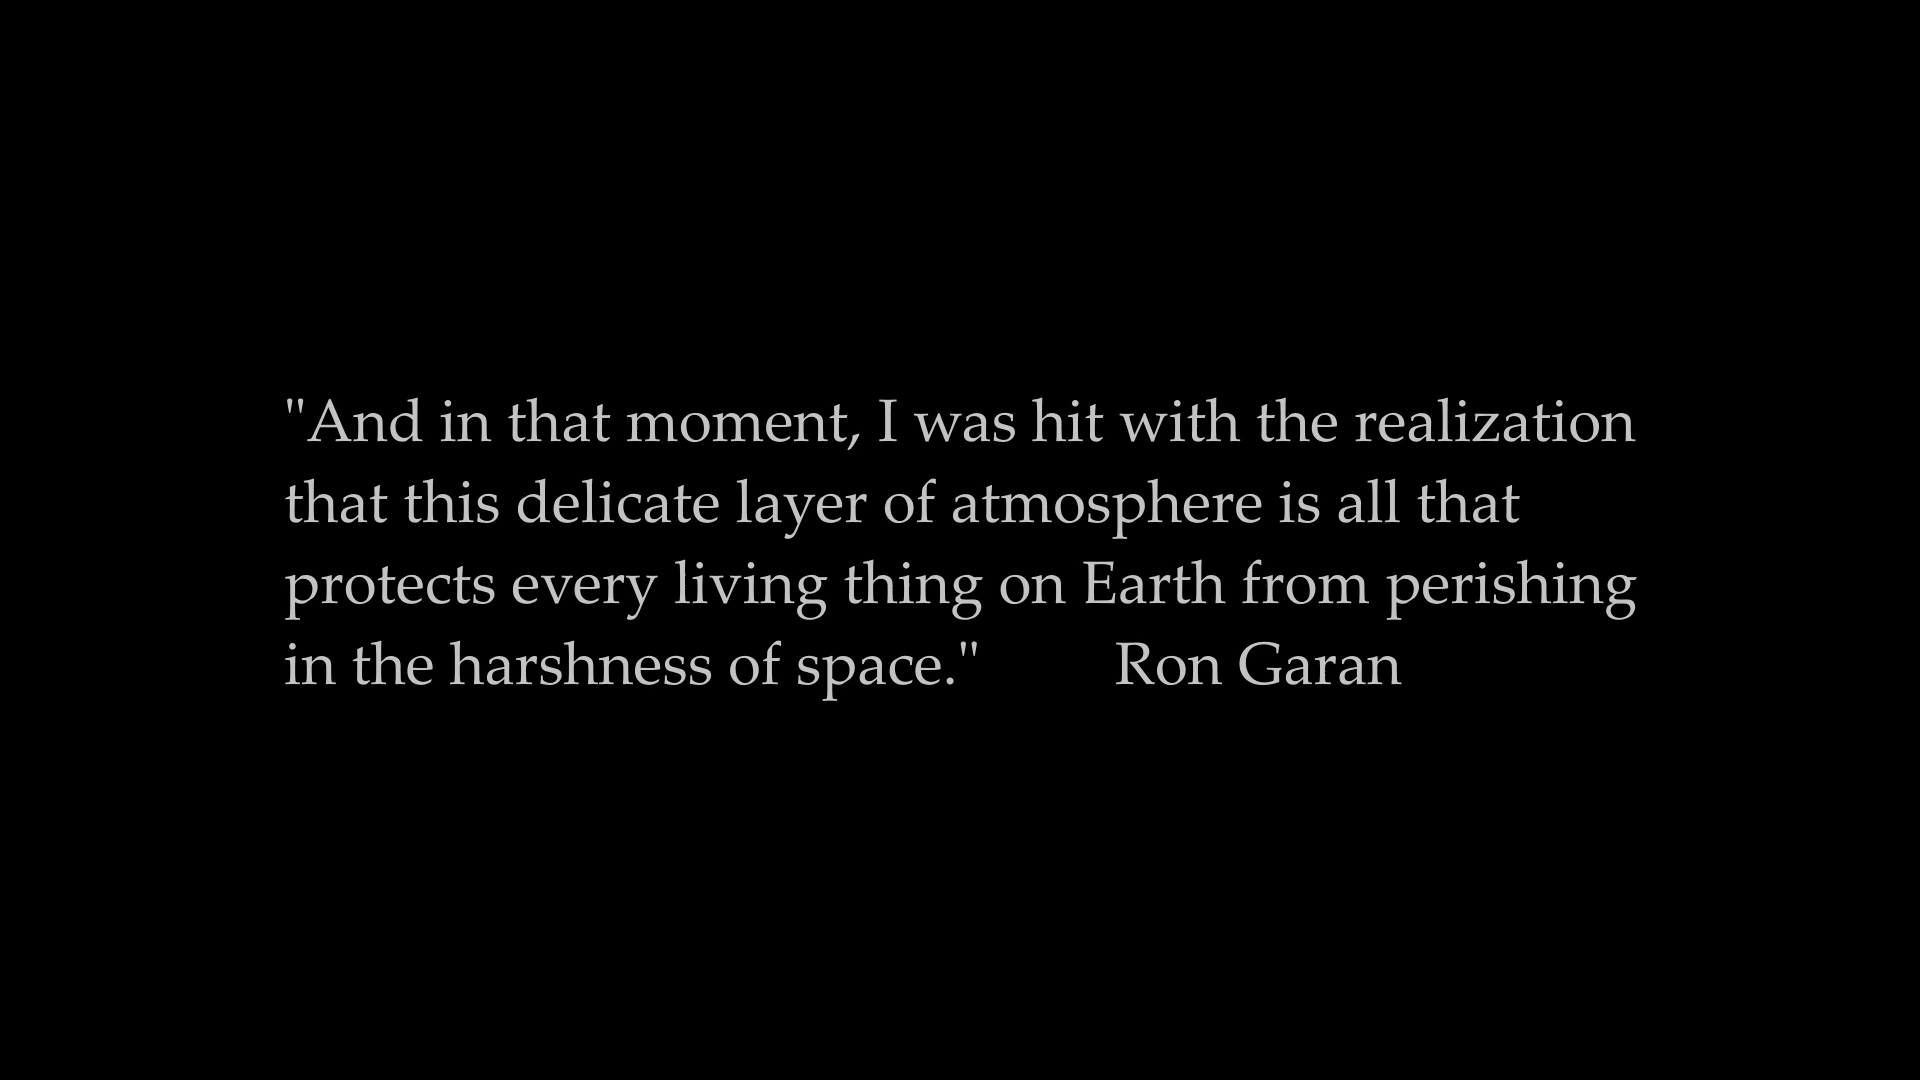 "And in that moment, I was hit with the realization
that this delicate layer of atmosphere is all that
protects every living thing on Earth from perishing
in the harshness of space." Ron Garan